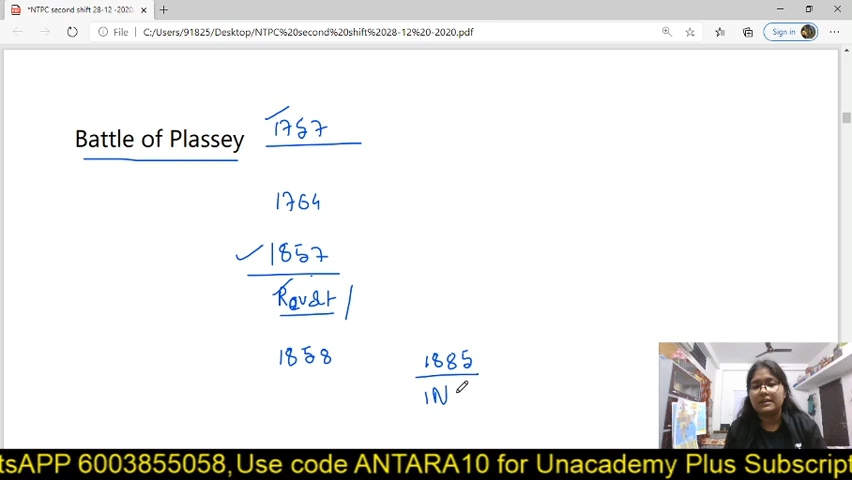 *NTPC second shift 28-12 -2020.
File
C:/Users/91825/Desktop/NTPC%20second%20shift%2028-12%20-2020.pdf
Sign in
Battle of Plassey 1757
1764
1857
Revolt /
1858
1885
IN
tsAPP 6003855058,Use code ANTARA10 for Unacademy Plus Subscript